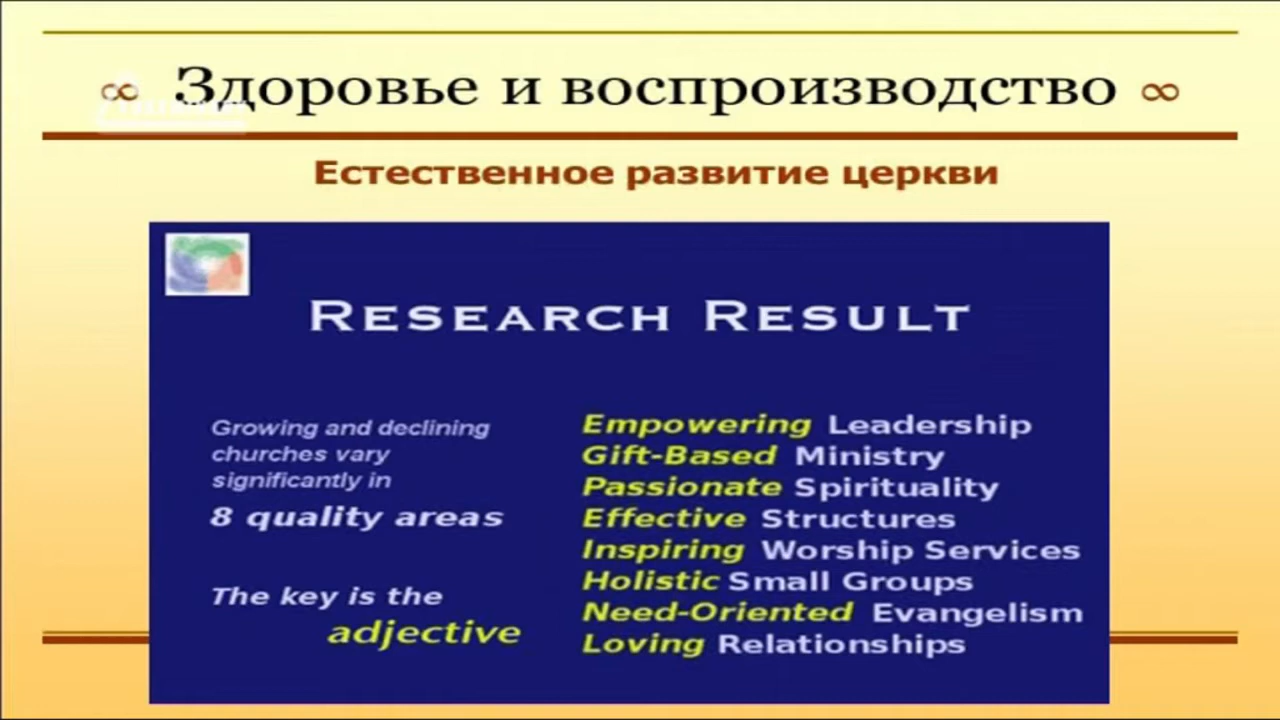 ∞ Здоровье и воспроизводство ∞
Естественное развитие церкви
RESEARCH RESULT
Growing and declining
churches vary
significantly in
8 quality areas
The key is the
adjective
Empowering Leadership
Gift-Based Ministry
Passionate Spirituality
Effective Structures
Inspiring Worship Services
Holistic Small Groups
Need-Oriented Evangelism
Loving Relationships